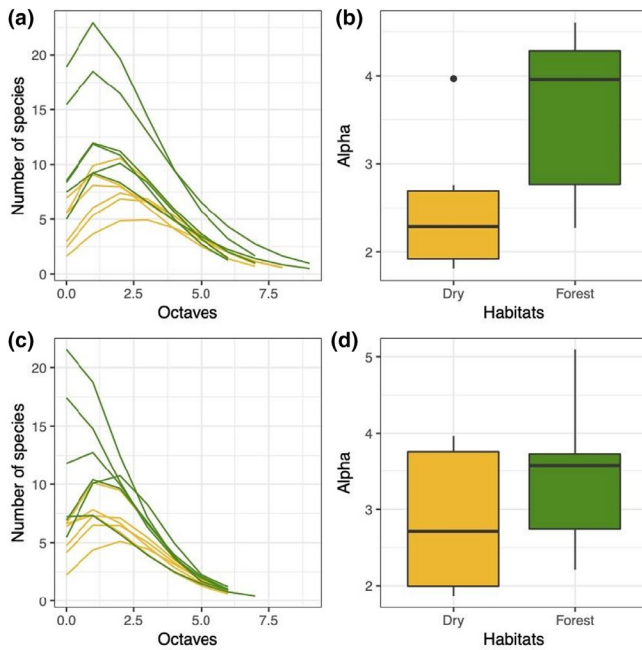 (a)
Number of species
20
15
10
5
0
0.0 2.5 5.0 7.5
Octaves
(b)
Alpha
4
3
2
Dry Forest
Habitats
(c)
Number of species
20
15
10
5
0
0.0 2.5 5.0 7.5
Octaves
(d)
Alpha
5
4
3
2
Dry Forest
Habitats